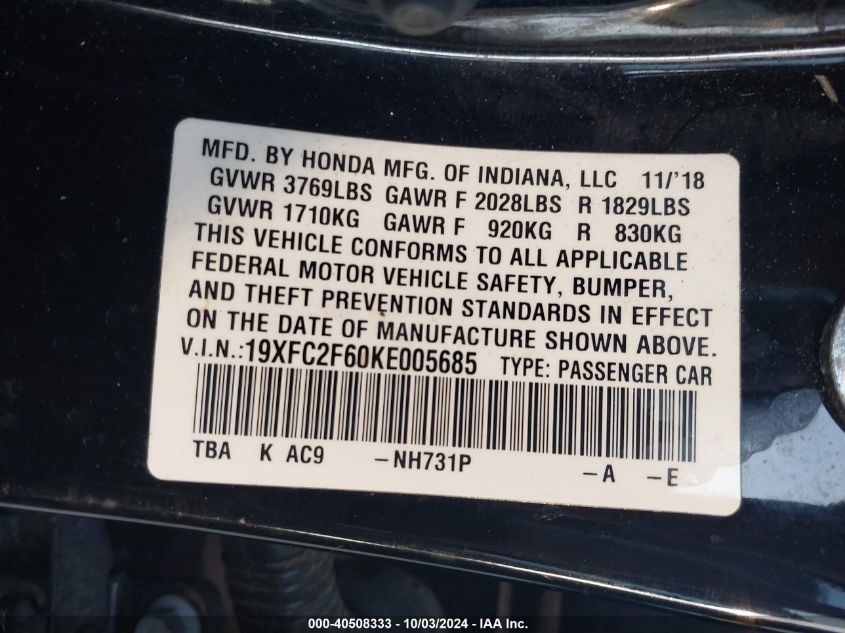 MFD. BY HONDA MFG. OF INDIANA, LLC 11/'18
GVWR 3769LBS GAWR F 2028LBS R 1829LBS
GVWR 1710KG GAWR F 920KG R 830KG
THIS VEHICLE CONFORMS TO ALL APPLICABLE
FEDERAL MOTOR VEHICLE SAFETY, BUMPER,
AND THEFT PREVENTION STANDARDS IN EFFECT
ON THE DATE OF MANUFACTURE SHOWN ABOVE.
V.I.N.:19XFC2F60KE005685 TYPE: PASSENGER CAR
TBA K AC9 –NH731P –A –E
000-40508333 - 10/03/2024 - IAA Inc.